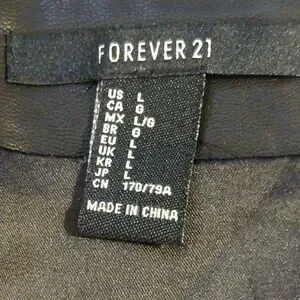 FOREVER 21
US L
CA G
MX L/G
BR G
EU L
UK L
KR L
JP L
CN 170/79A
MADE IN CHINA